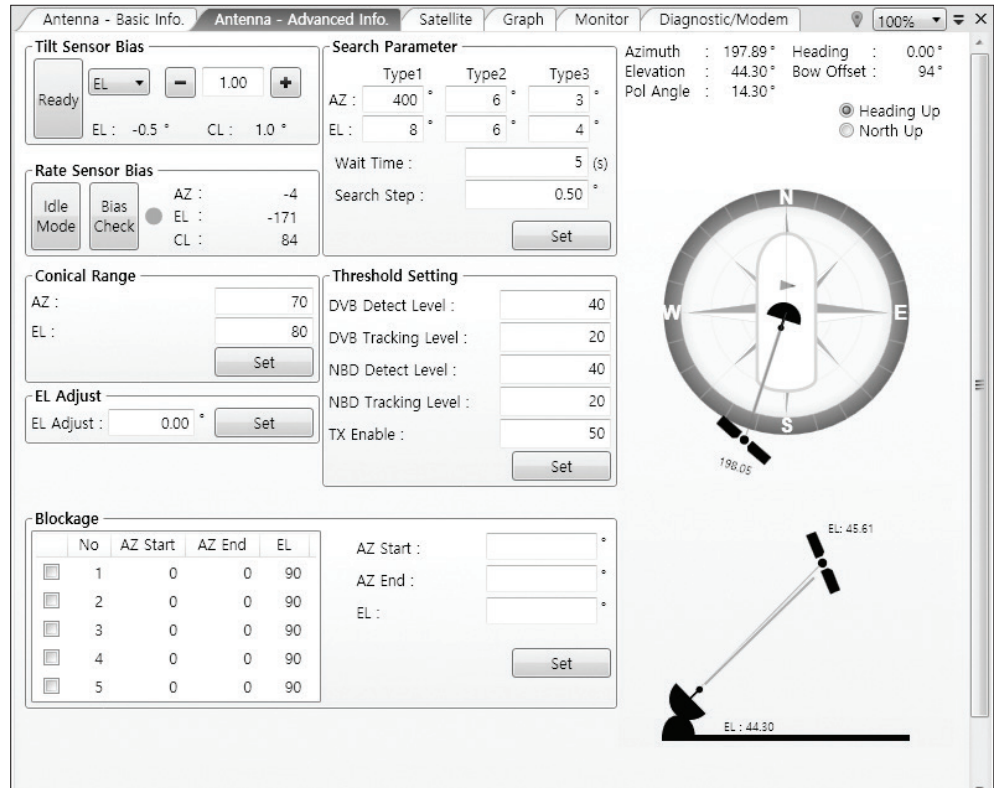 Antenna - Basic Info. Antenna - Advanced Info. Satellite Graph Monitor Diagnostic/Modem 100%
Tilt Sensor Bias
Ready EL 1.00
EL : -0.5 ° CL : 1.0 °
Rate Sensor Bias
Idle Mode Bias Check
AZ : -4
EL : -171
CL : 84
Conical Range
AZ : 70
EL : 80
Set
EL Adjust
EL Adjust : 0.00 ° Set
Search Parameter
Type1 Type2 Type3
AZ : 400 ° 6 ° 3 °
EL : 8 ° 6 ° 4 °
Wait Time : 5 (s)
Search Step : 0.50 °
Set
Threshold Setting
DVB Detect Level : 40
DVB Tracking Level : 20
NBD Detect Level : 40
NBD Tracking Level : 20
TX Enable : 50
Set
Azimuth : 197.89 ° Heading : 0.00 °
Elevation : 44.30 ° Bow Offset : 94 °
Pol Angle : 14.30 °
Heading Up
North Up
N
W E
S
198.05
Blockage
No AZ Start AZ End EL
1 0 0 90
2 0 0 90
3 0 0 90
4 0 0 90
5 0 0 90
AZ Start : °
AZ End : °
EL : °
Set
EL: 45.61
EL : 44.30